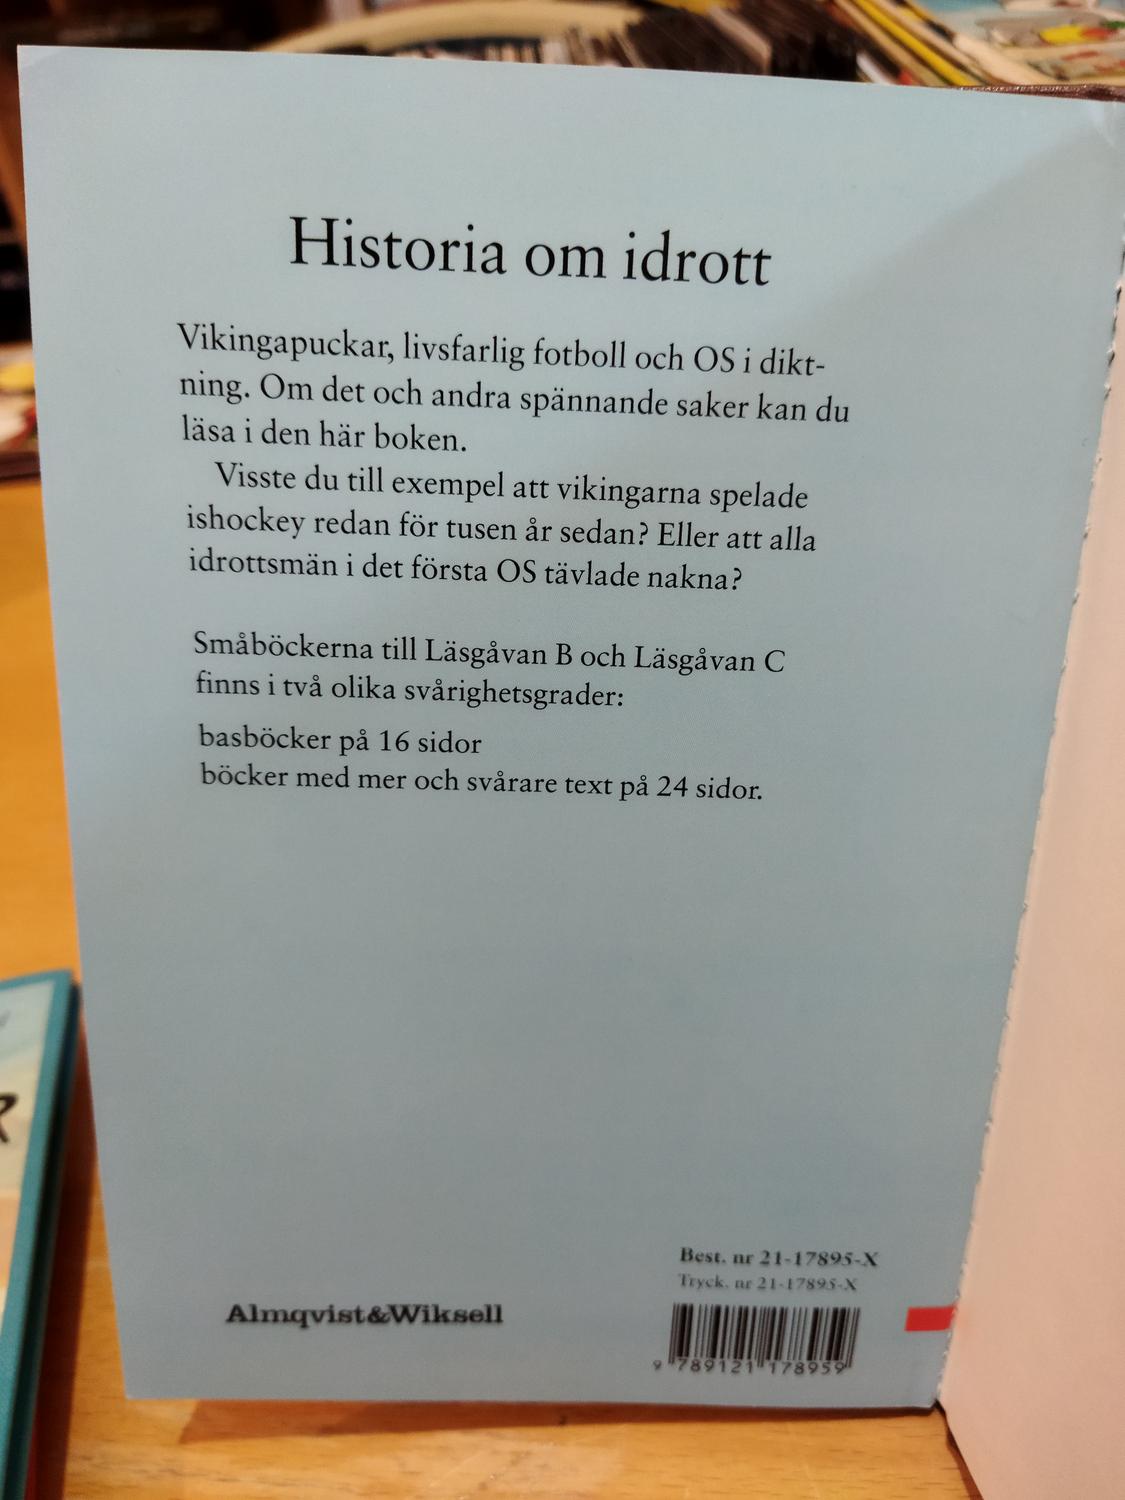 Historia om idrott
Vikingapuckar, livsfarlig fotboll och OS i dikt-
ning. Om det och andra spännande saker kan du
läsa i den här boken.
Visste du till exempel att vikingarna spelade
ishockey redan för tusen år sedan? Eller att alla
idrottsmän i det första OS tävlade nakna?
Småböckerna till Läsgåvan B och Läsgåvan C
finns i två olika svårighetsgrader:
basböcker på 16 sidor
böcker med mer och svårare text på 24 sidor.
Best. nr 21-17895-X
Tryck. nr 21-17895-X
Almqvist&Wiksell
9 789121 178959